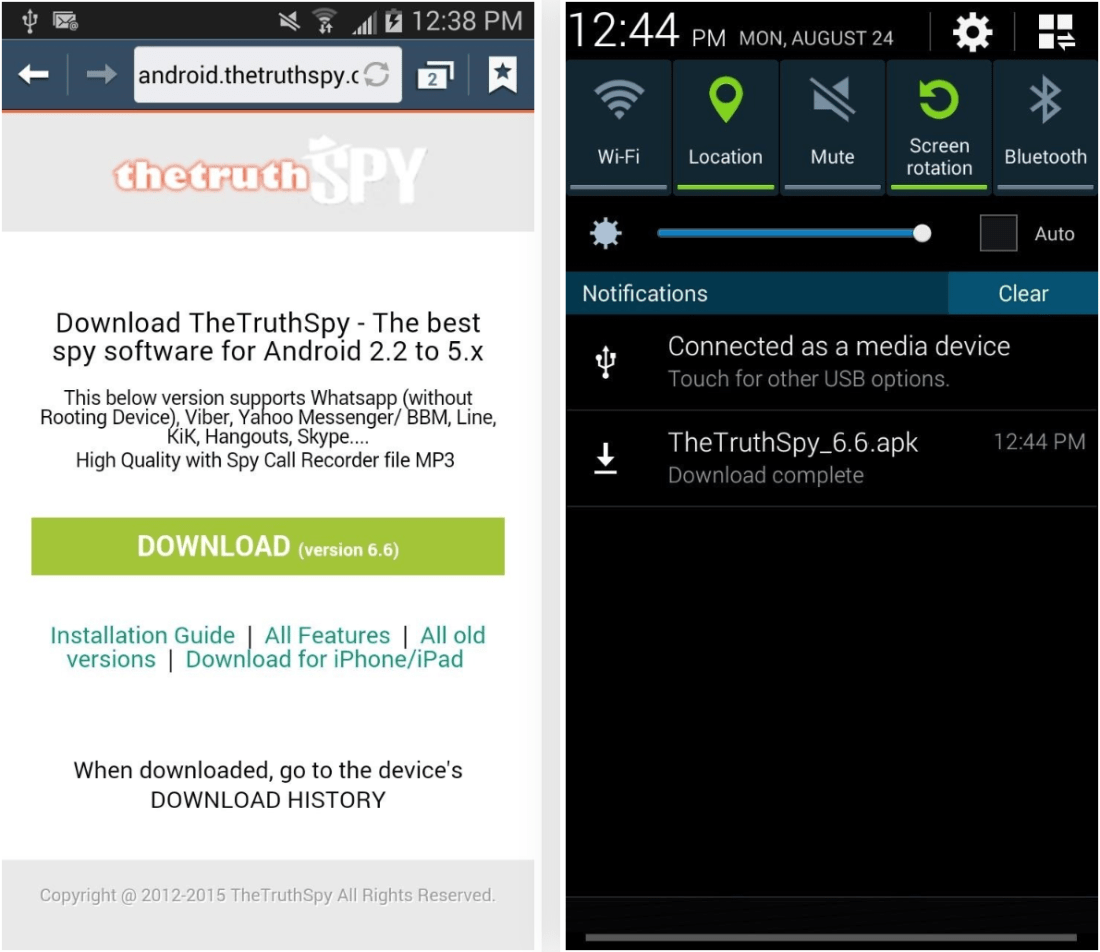 12:38 PM
android.thetruthspy.c
2
thetruthSPY
Download TheTruthSpy - The best
spy software for Android 2.2 to 5.x
This below version supports Whatsapp (without
Rooting Device), Viber, Yahoo Messenger/ BBM, Line,
KiK, Hangouts, Skype....
High Quality with Spy Call Recorder file MP3
DOWNLOAD (version 6.6)
Installation Guide | All Features | All old
versions | Download for iPhone/iPad
When downloaded, go to the device's
DOWNLOAD HISTORY
Copyright @ 2012-2015 TheTruthSpy All Rights Reserved.
12:44 PM MON, AUGUST 24
Wi-Fi
Location
Mute
Screen
rotation
Bluetooth
Auto
Notifications
Clear
Connected as a media device
Touch for other USB options.
TheTruthSpy_6.6.apk 12:44 PM
Download complete